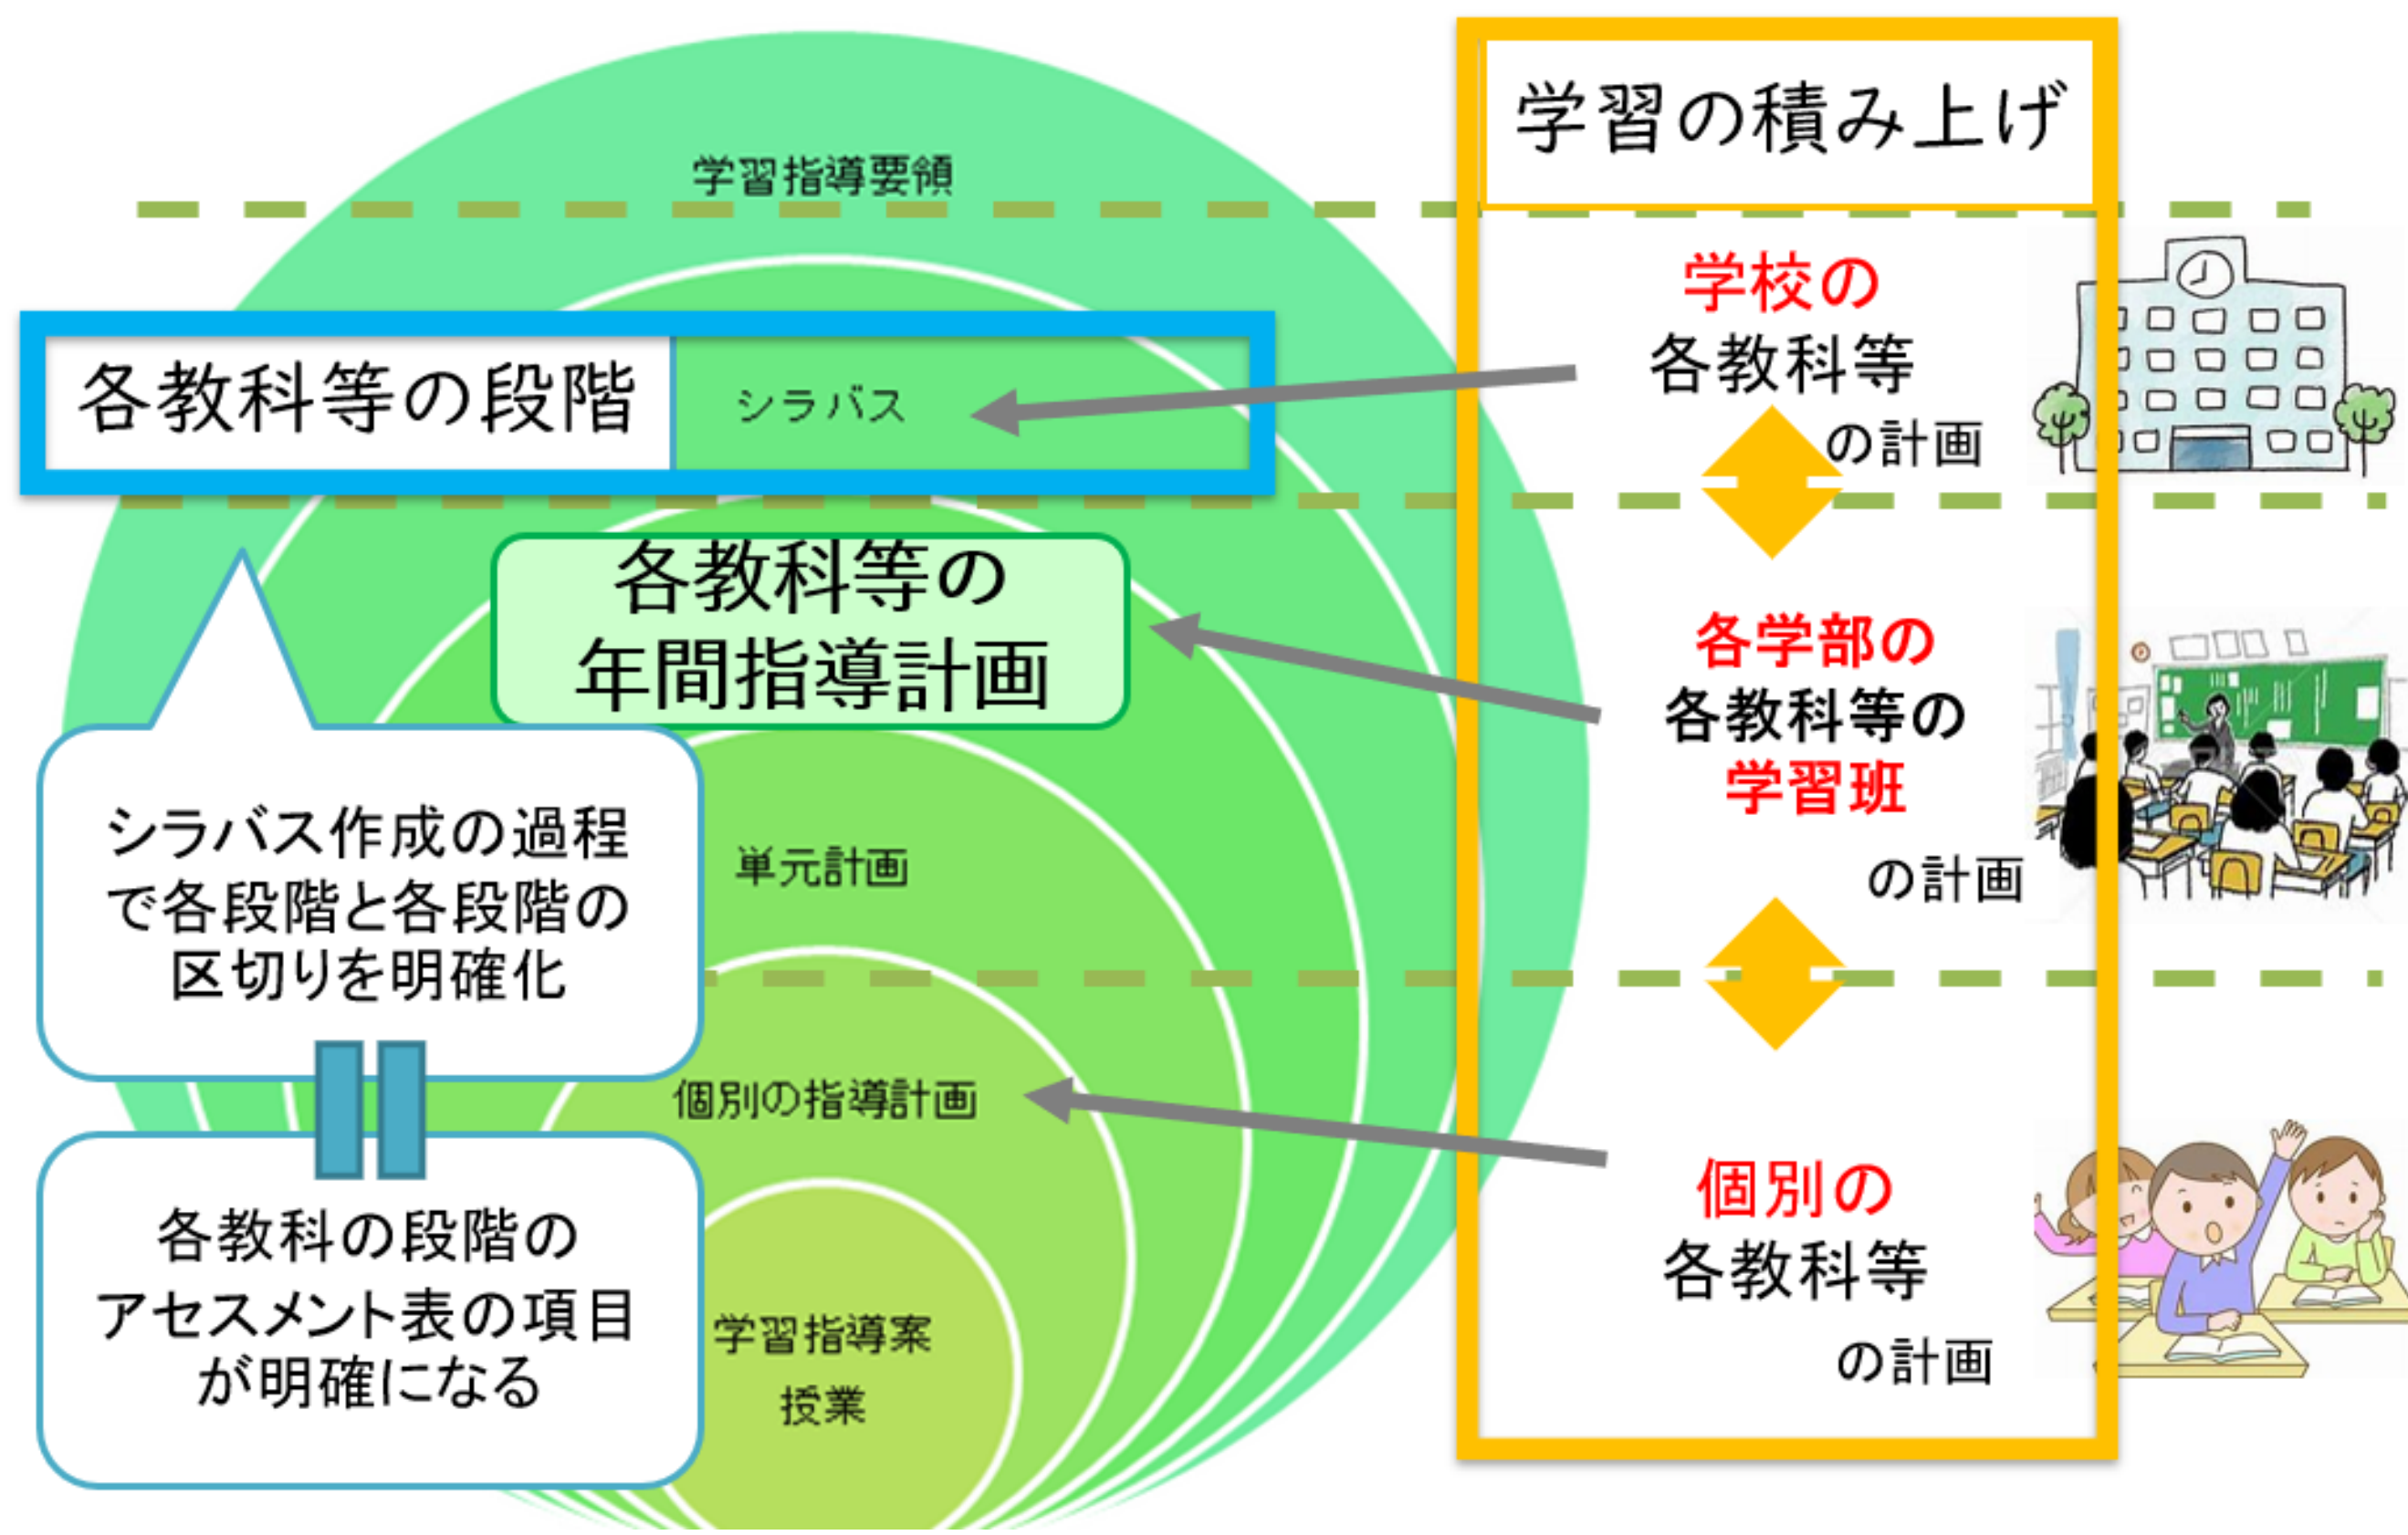 学習指導要領
各教科等の段階
シラバス
各教科等の
年間指導計画
シラバス作成の過程
で各段階と各段階の
区切りを明確化
各教科の段階の
アセスメント表の項目
が明確になる
単元計画
個別の指導計画
学習指導案
授業
学習の積み上げ
学校の
各教科等
の計画
各学部の
各教科等の
学習班
の計画
個別の
各教科等
の計画